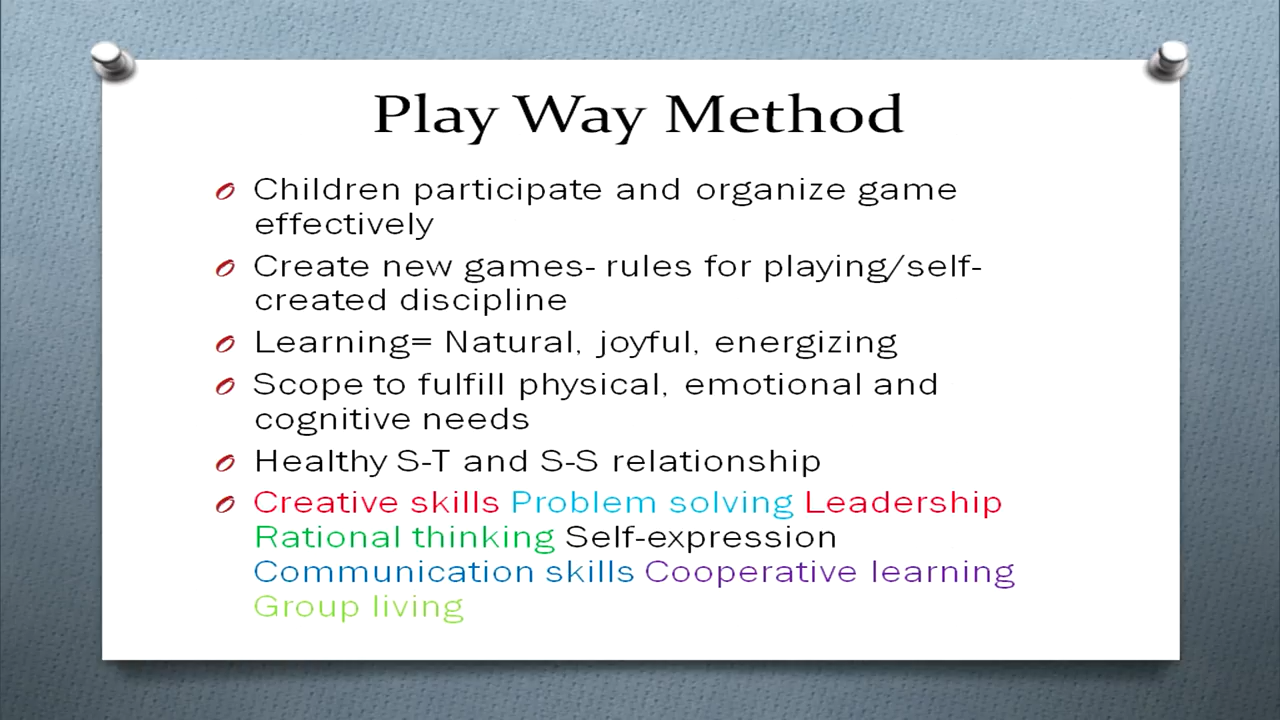 Play Way Method
Children participate and organize game
effectively
Create new games- rules for playing/self-
created discipline
Learning= Natural, joyful, energizing
Scope to fulfill physical, emotional and
cognitive needs
Healthy S-T and S-S relationship
Creative skills Problem solving Leadership
Rational thinking Self-expression
Communication skills Cooperative learning
Group living